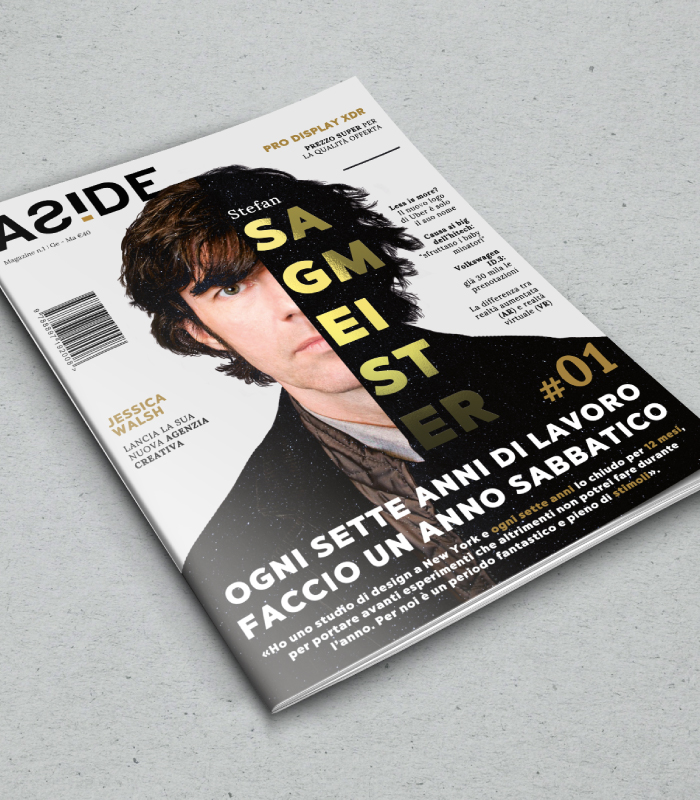 ASIDE
Magazine n.1 | Ge - Ma €40
PRO DISPLAY XDR
PREZZO SUPER PER
LA QUALITÀ OFFERTA
Stefan
SA
GM
EI
ST
ER
Less is more?
Il nuovo logo
di Uber è solo
il suo nome
Causa ai big
dell'hitech:
"sfruttano i baby
minatori"
Volkswagen
ID.3:
già 30 mila le
prenotazioni
La differenza tra
realtà aumentata
(AR) e realtà
virtuale (VR)
JESSICA
WALSH
LANCIA LA SUA
NUOVA AGENZIA
CREATIVA
#01
OGNI SETTE ANNI DI LAVORO
FACCIO UN ANNO SABBATICO
«Ho uno studio di design a New York e ogni sette anni lo chiudo per 12 mesi,
per portare avanti esperimenti che altrimenti non potrei fare durante
l'anno. Per noi è un periodo fantastico e pieno di stimoli».